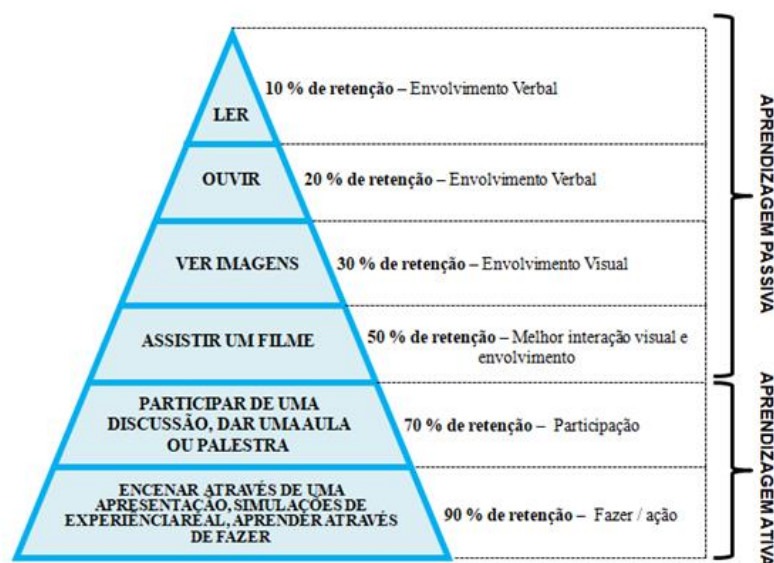 LER
10 % de retenção – Envolvimento Verbal
OUVIR
20 % de retenção – Envolvimento Verbal
VER IMAGENS
30 % de retenção – Envolvimento Visual
ASSISTIR UM FILME
50 % de retenção – Melhor interação visual e
envolvimento
PARTICIPAR DE UMA
DISCUSSÃO, DAR UMA AULA
OU PALESTRA
70 % de retenção – Participação
ENCENAR ATRAVÉS DE UMA
APRESENTAÇÃO, SIMULAÇÕES DE
EXPERIÊNCIA REAL, APRENDER ATRAVÉS
DE FAZER
90 % de retenção – Fazer / ação
APRENDIZAGEM PASSIVA
APRENDIZAGEM ATIVA